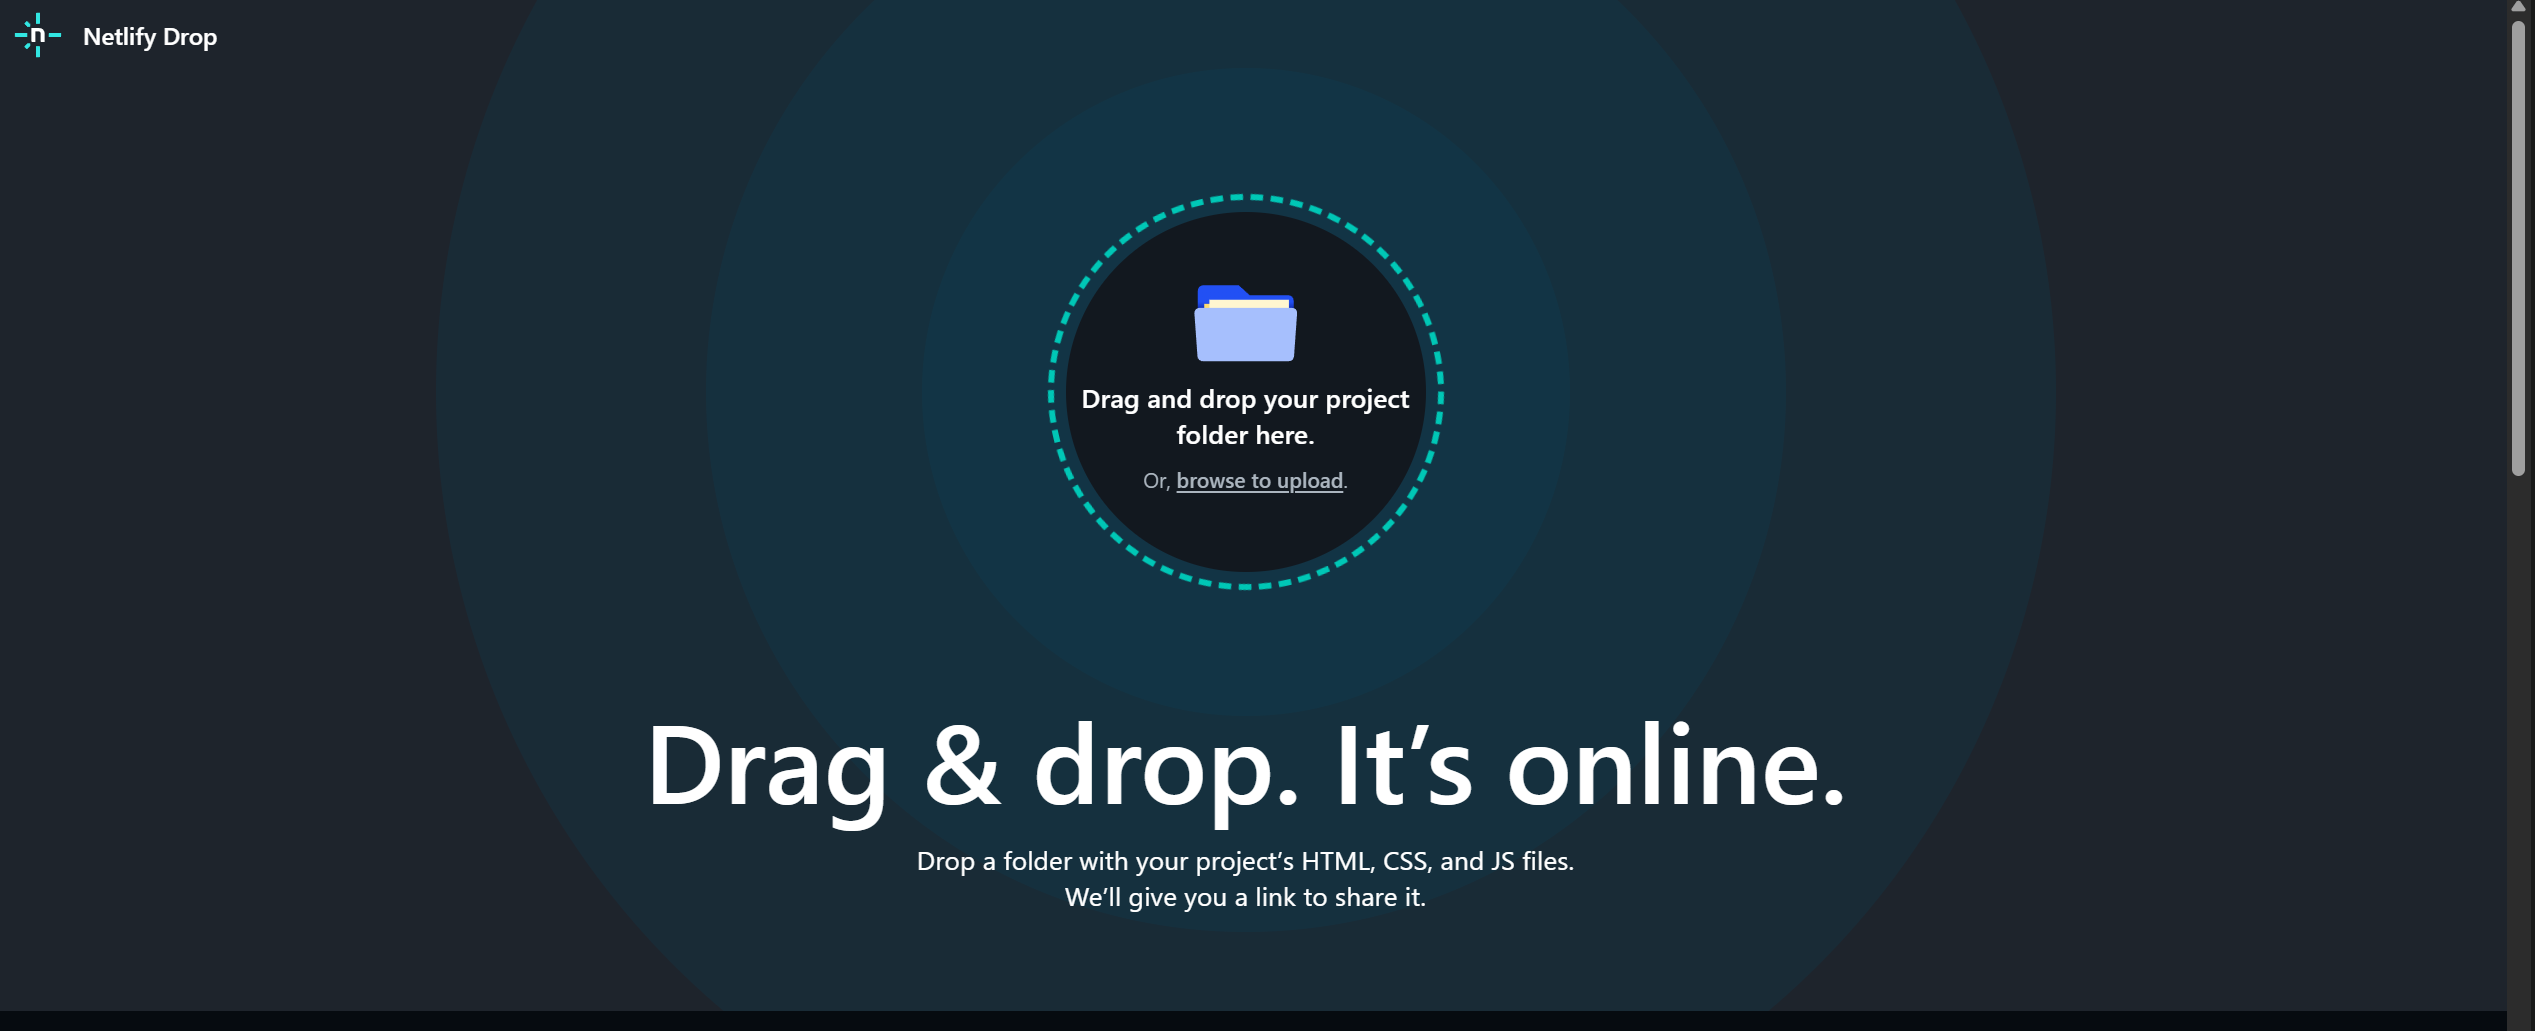 Netlify Drop
Drag and drop your project
folder here.
Or, browse to upload.
Drag & drop. It’s online.
Drop a folder with your project’s HTML, CSS, and JS files.
We’ll give you a link to share it.